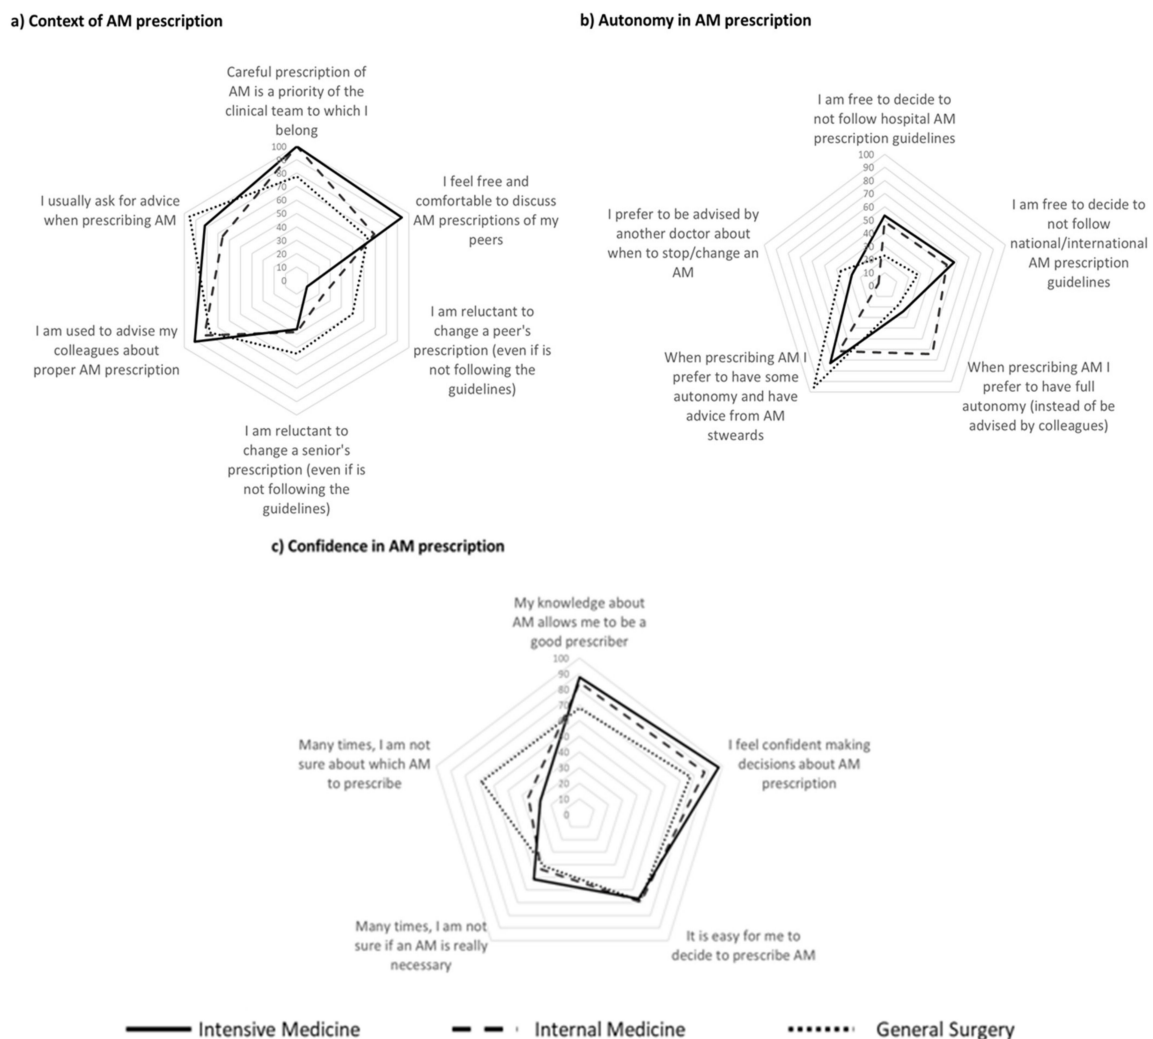 a) Context of AM prescription
Careful prescription of
AM is a priority of the
clinical team to which I
belong
I feel free and
comfortable to discuss
AM prescriptions of my
peers
I am reluctant to
change a peer's
prescription (even if is
not following the
guidelines)
I am reluctant to
change a senior's
prescription (even if is
not following the
guidelines)
I am used to advise my
colleagues about
proper AM prescription
I usually ask for advice
when prescribing AM
100
90
80
70
60
50
40
30
20
10
0
b) Autonomy in AM prescription
I am free to decide to
not follow hospital AM
prescription guidelines
I am free to decide to
not follow
national/international
AM prescription
guidelines
When prescribing AM I
prefer to have full
autonomy (instead of be
advised by colleagues)
When prescribing AM I
prefer to have some
autonomy and have
advice from AM
stweards
I prefer to be advised by
another doctor about
when to stop/change an
AM
100
90
80
70
60
50
40
30
20
10
0
c) Confidence in AM prescription
My knowledge about
AM allows me to be a
good prescriber
I feel confident making
decisions about AM
prescription
It is easy for me to
decide to prescribe AM
Many times, I am not
sure if an AM is really
necessary
Many times, I am not
sure about which AM
to prescribe
100
90
80
70
60
50
40
30
20
10
0
Intensive Medicine
Internal Medicine
General Surgery